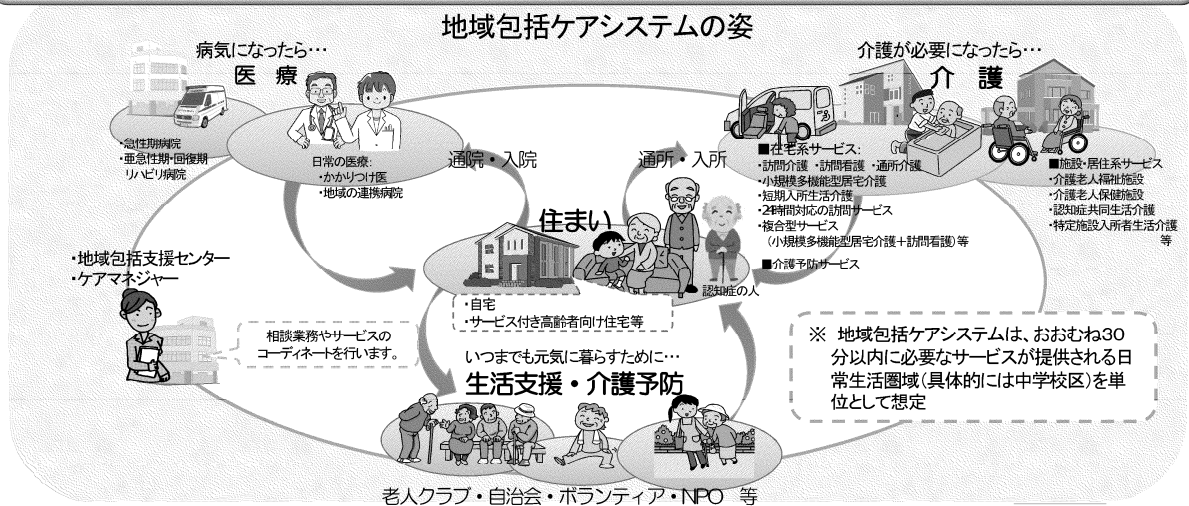 地域包括ケアシステムの姿
病気になったら･･･
医 療
介護が必要になったら･･･
介 護
・急性期病院
・亜急性期・回復期
リハビリ病院
日常の医療：
・かかりつけ医
・地域の連携病院
通院・入院
通所・入所
■在宅系サービス：
・訪問介護 ・訪問看護 ・通所介護
・小規模多機能型居宅介護
・短期入所生活介護
・24時間対応の訪問サービス
・複合型サービス
（小規模多機能型居宅介護＋訪問看護）等
■介護予防サービス
■施設・居住系サービス
・介護老人福祉施設
・介護老人保健施設
・認知症共同生活介護
・特定施設入所者生活介護
等
住まい
認知症の人
・自宅
・サービス付き高齢者向け住宅等
・地域包括支援センター
・ケアマネジャー
相談業務やサービスの
コーディネートを行います。
いつまでも元気に暮らすために･･･
生活支援・介護予防
※ 地域包括ケアシステムは、おおむね30
分以内に必要なサービスが提供される日
常生活圏域（具体的には中学校区）を単
位として想定
老人クラブ・自治会・ボランティア・NPO 等